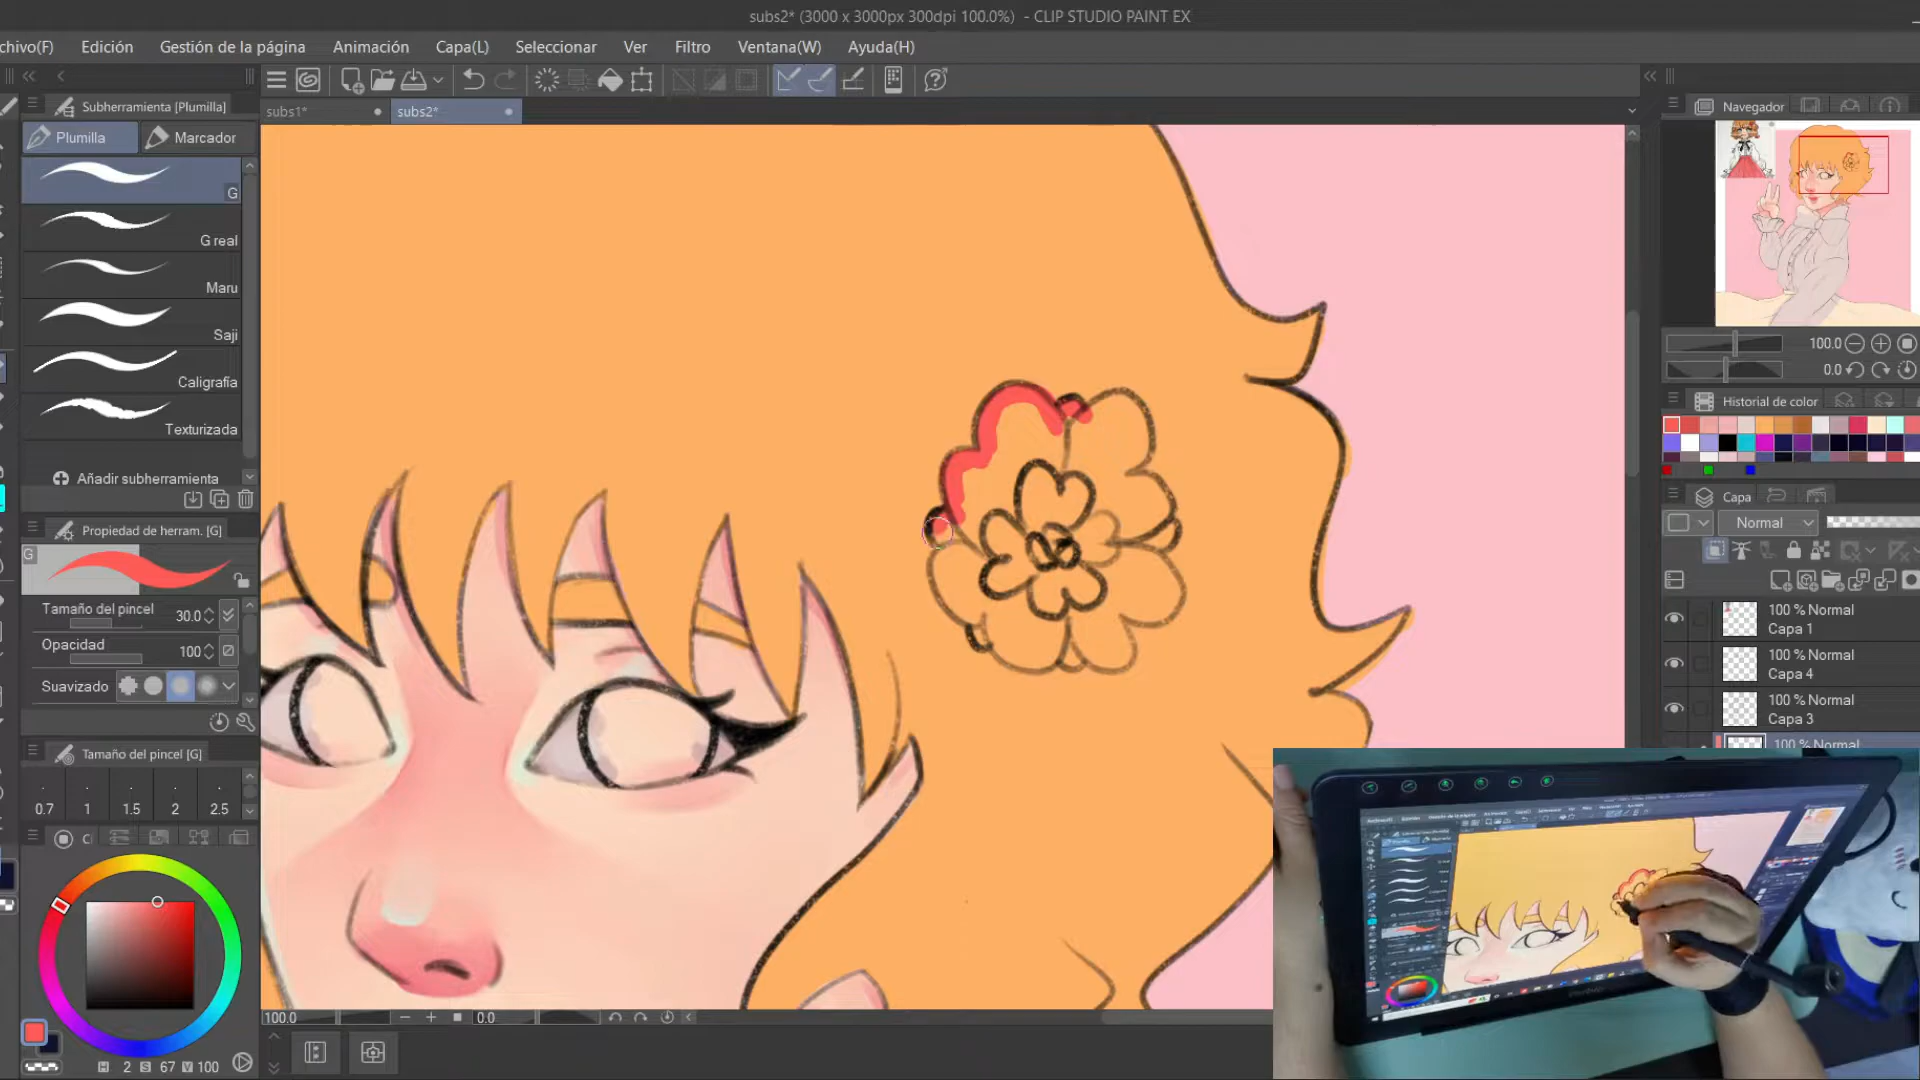 subs2* (3000 x 3000px 300dpi 100.0%) - CLIP STUDIO PAINT EX
chivo(F) Edición Gestión de la página Animación Capa(L) Seleccionar Ver Filtro Ventana(W) Ayuda(H)
Subherramienta [Plumilla]
subs1*
subs2*
Plumilla
Marcador
G
G real
Maru
Saji
Caligrafía
Texturizada
Añadir subherramienta
Propiedad de herram. [G]
G
Tamaño del pincel 30.0
Opacidad 100
Suavizado
Tamaño del pincel [G]
0.7 1 1.5 2 2.5
H 2 S 67 V 100
100.0
0.0
Navegador
100.0
0.0
Historial de color
Capa
Normal
100 % Normal
Capa 1
100 % Normal
Capa 4
100 % Normal
Capa 3
100 % Normal